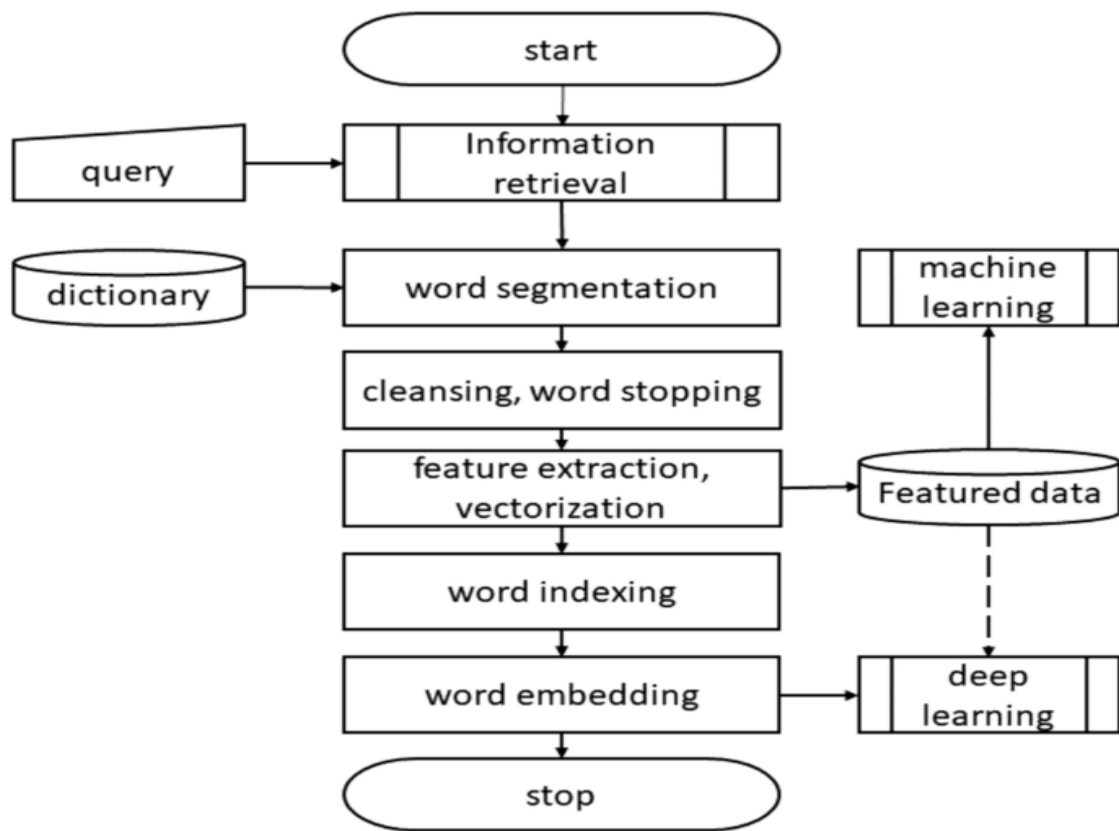 start
query
Information
retrieval
dictionary
word segmentation
machine
learning
cleansing, word stopping
feature extraction,
vectorization
Featured data
word indexing
word embedding
deep
learning
stop